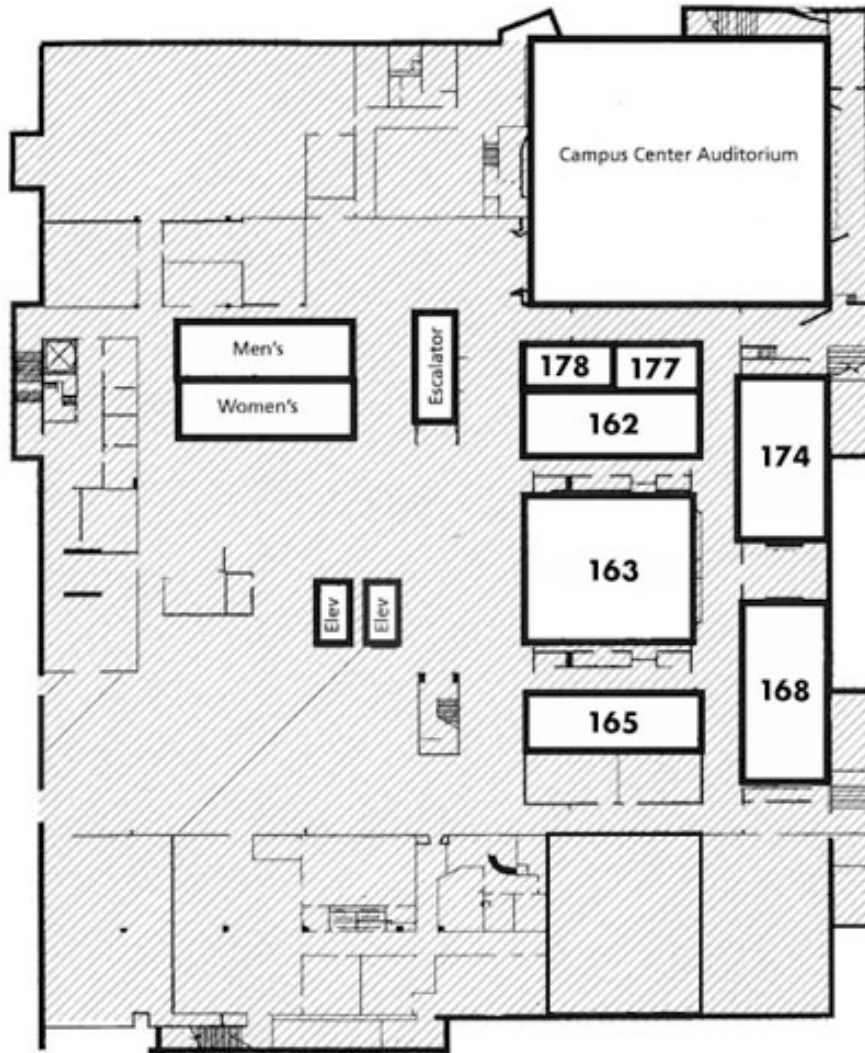 Campus Center Auditorium
Men's
Women's
Escalator
178
177
162
174
163
Elev
Elev
168
165